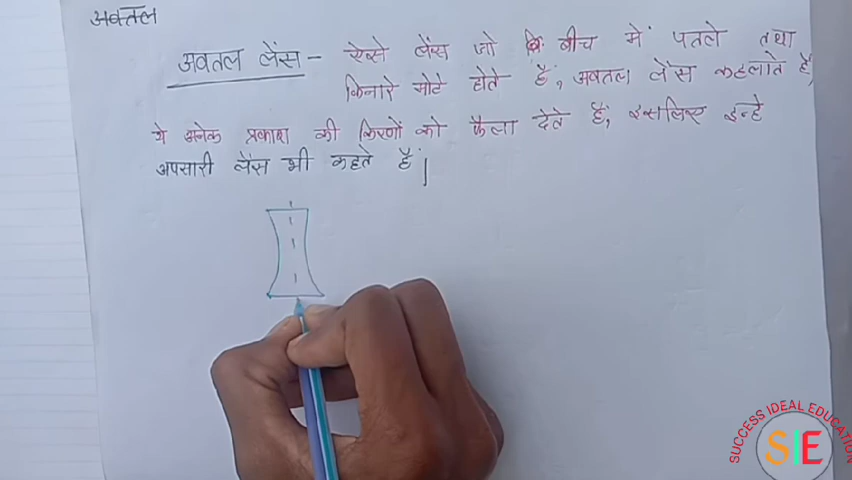 अवतल
अवतल लेंस – ऐसे लेंस जो बीच में पतले तथा
किनारे मोटे होते हैं, अवतल लेंस कहलाते हैं,
ये अनेक प्रकाश की किरणों को फैला देते हैं, इसलिए इन्हे
अपसारी लेंस भी कहते हैं|
SUCCESS IDEAL EDUCATION
SIE